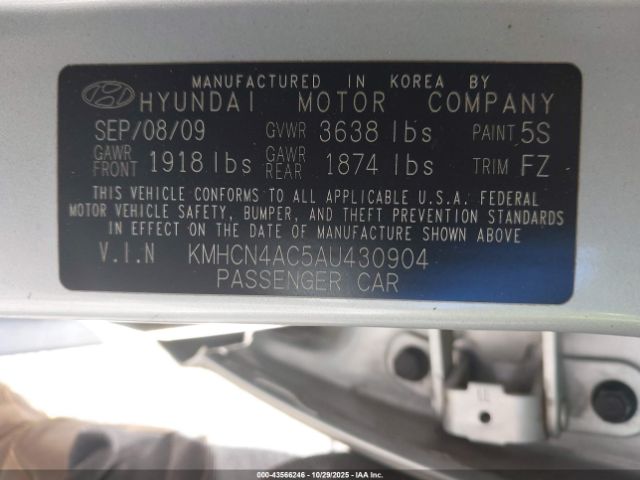 MANUFACTURED IN KOREA BY
HYUNDAI MOTOR COMPANY
SEP/08/09 GVWR 3638 lbs PAINT 5S
GAWR FRONT 1918 lbs GAWR REAR 1874 lbs TRIM FZ
THIS VEHICLE CONFORMS TO ALL APPLICABLE U.S.A. FEDERAL
MOTOR VEHICLE SAFETY, BUMPER, AND THEFT PREVENTION STANDARDS
IN EFFECT ON THE DATE OF MANUFACTURE SHOWN ABOVE.
V.I.N KMHCN4AC5AU430904
PASSENGER CAR
000-43566246 - 10/29/2025 - IAA Inc.